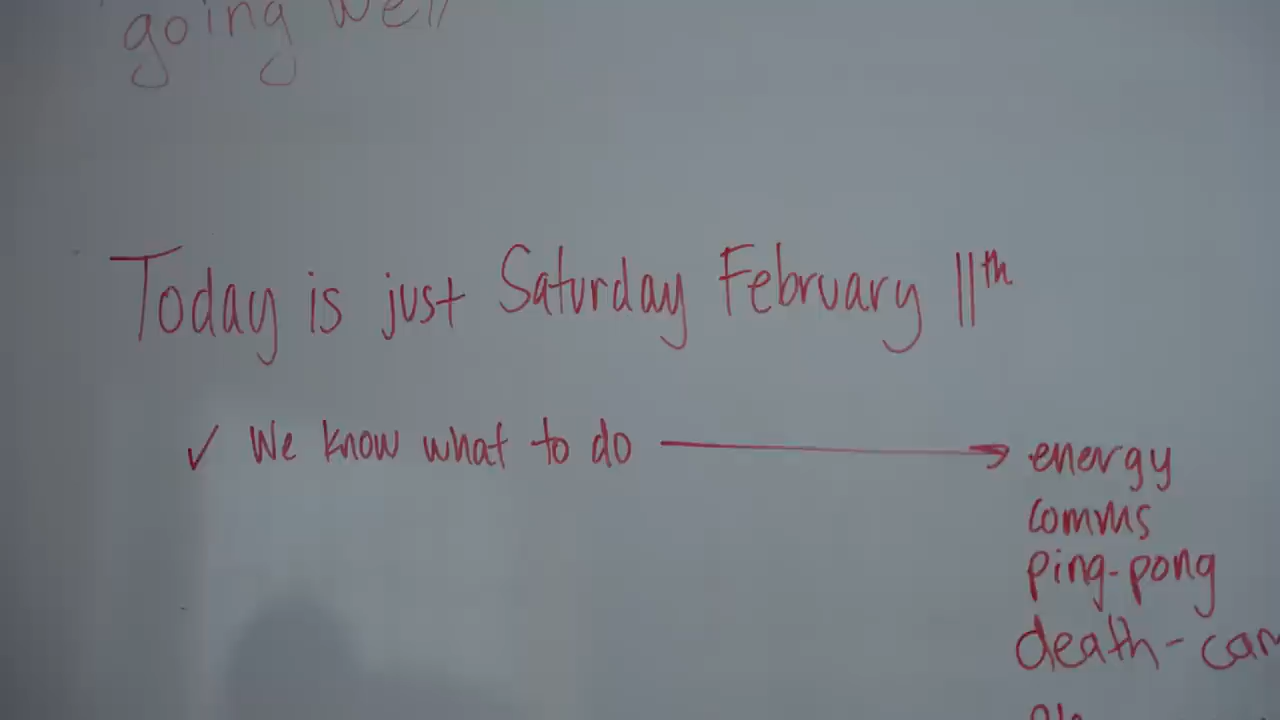 going well
Today is just Saturday February 11th
✓ We know what to do → energy
comms
ping-pong
death-cam